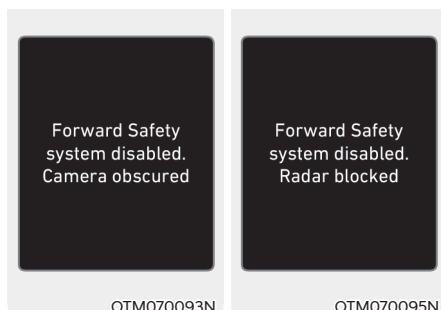 Forward Safety
system disabled.
Camera obscured
OTM070093N
Forward Safety
system disabled.
Radar blocked
OTM070095N